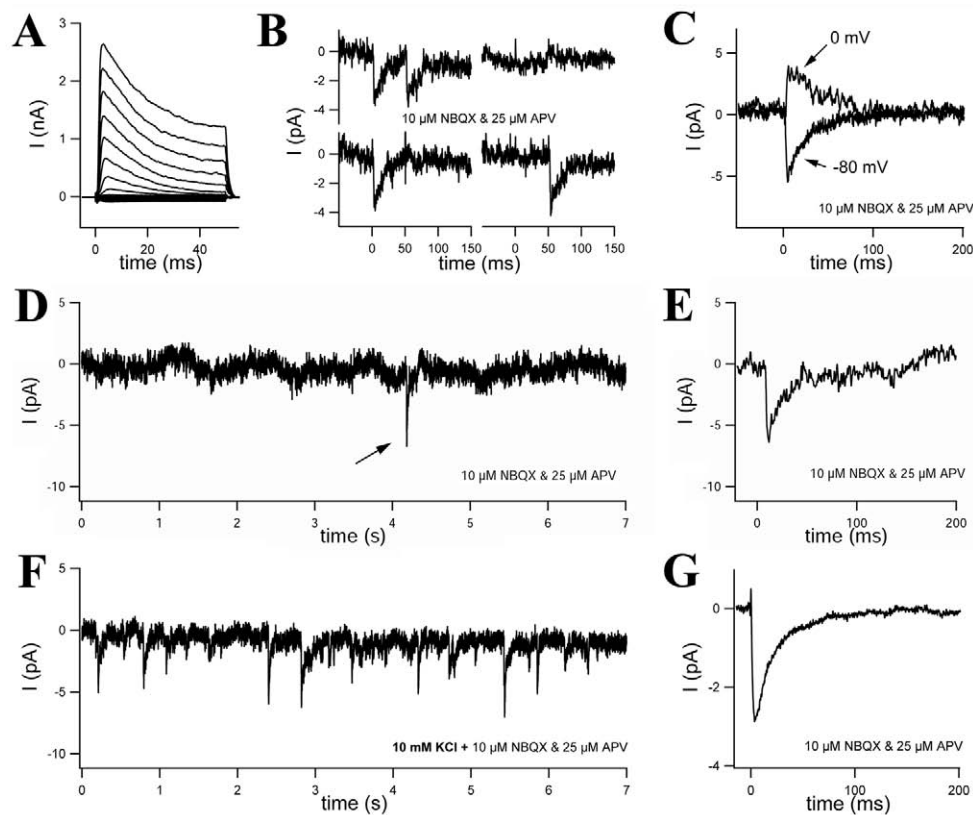 A
I (nA)
3
2
1
0
0 20 40
time (ms)
B
I (pA)
0
-2
-4
10 µM NBQX & 25 µM APV
0
-2
-4
0 50 100 150 0 50 100 150
time (ms) time (ms)
C
I (pA)
5
0
-5
0 mV
-80 mV
10 µM NBQX & 25 µM APV
0 100 200
time (ms)
D
I (pA)
5
0
-5
-10
10 µM NBQX & 25 µM APV
0 1 2 3 4 5 6 7
time (s)
E
I (pA)
5
0
-5
-10
10 µM NBQX & 25 µM APV
0 100 200
time (ms)
F
I (pA)
5
0
-5
-10
10 mM KCl + 10 µM NBQX & 25 µM APV
0 1 2 3 4 5 6 7
time (s)
G
I (pA)
0
-2
-4
10 µM NBQX & 25 µM APV
0 100 200
time (ms)